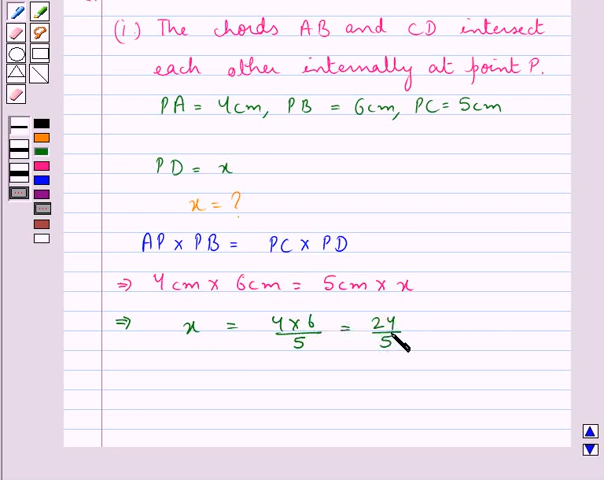 (i) The chords AB and CD intersect
each other internally at point P.
PA = 4cm, PB = 6cm, PC = 5cm
PD = x
x = ?
AP × PB = PC × PD
⇒ 4cm × 6cm = 5cm × x
⇒ x = 4×6/5 = 24/5